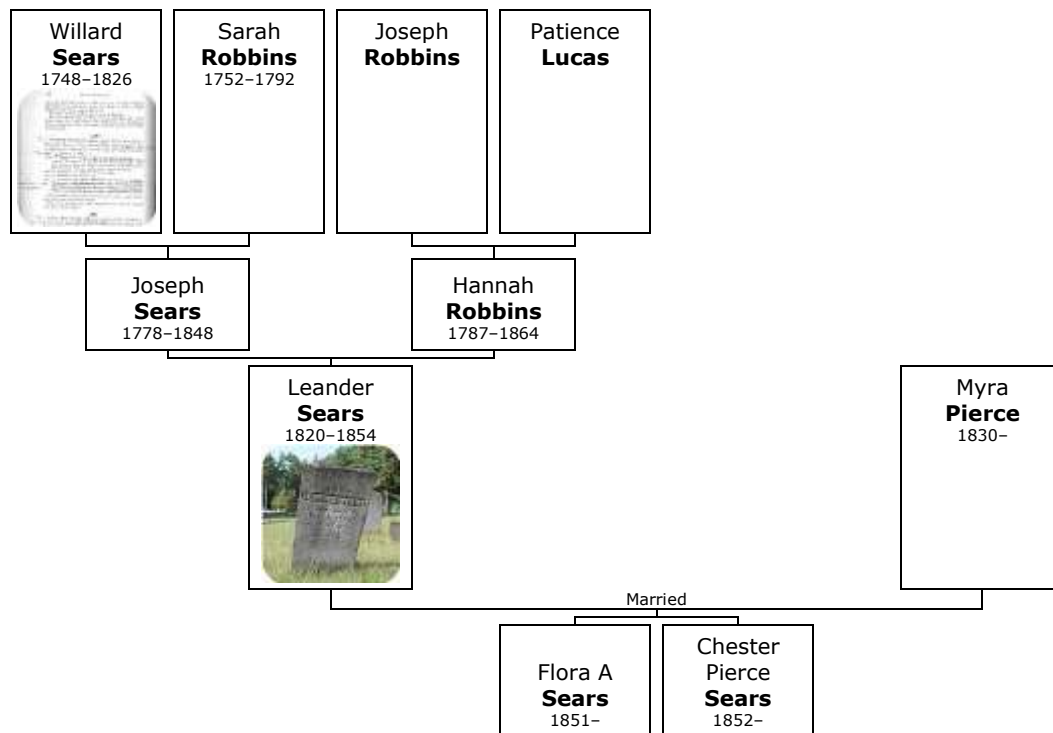 Willard
Sears
1748–1826
Sarah
Robbins
1752–1792
Joseph
Robbins
Patience
Lucas
Joseph
Sears
1778–1848
Hannah
Robbins
1787–1864
Leander
Sears
1820–1854
Myra
Pierce
1830–
Married
Flora A
Sears
1851–
Chester
Pierce
Sears
1852–